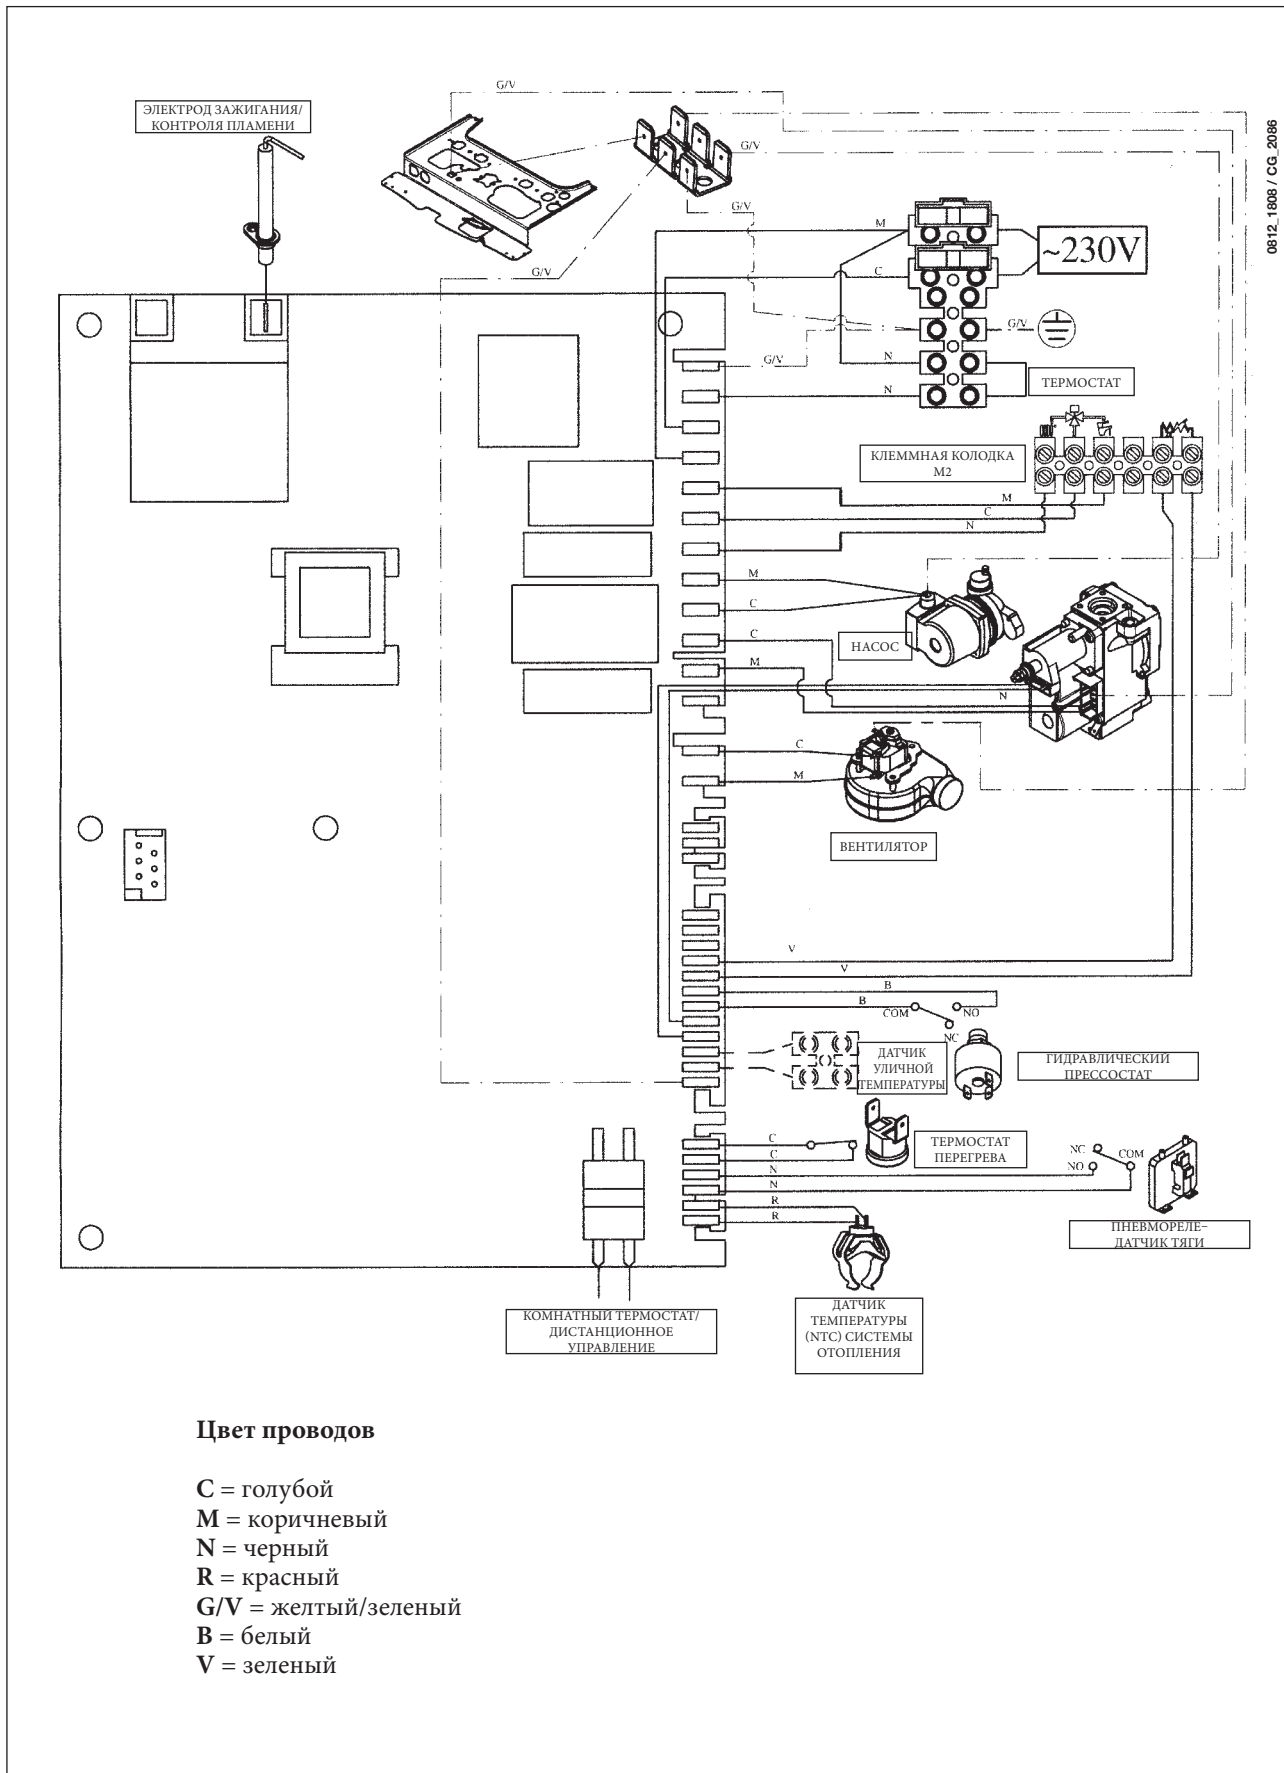 G/V
ЭЛЕКТРОД ЗАЖИГАНИЯ/
КОНТРОЛЯ ПЛАМЕНИ
0812_1808 / CG_2086
G/V
G/V
M
~230V
G/V
C
G/V
G/V
N
ТЕРМОСТАТ
N
КЛЕММНАЯ КОЛОДКА
М2
M
C
N
M
C
C
НАСОС
M
N
C
M
ВЕНТИЛЯТОР
V
V
B
B
COM
NO
NC
ДАТЧИК
УЛИЧНОЙ
ТЕМПЕРАТУРЫ
ГИДРАВЛИЧЕСКИЙ
ПРЕССОСТАТ
C
C
ТЕРМОСТАТ
ПЕРЕГРЕВА
NC
COM
NO
N
N
R
R
ПНЕВМОРЕЛЕ–
ДАТЧИК ТЯГИ
КОМНАТНЫЙ ТЕРМОСТАТ/
ДИСТАНЦИОННОЕ
УПРАВЛЕНИЕ
ДАТЧИК
ТЕМПЕРАТУРЫ
(NTC) СИСТЕМЫ
ОТОПЛЕНИЯ
Цвет проводов
C = голубой
M = коричневый
N = черный
R = красный
G/V = желтый/зеленый
B = белый
V = зеленый